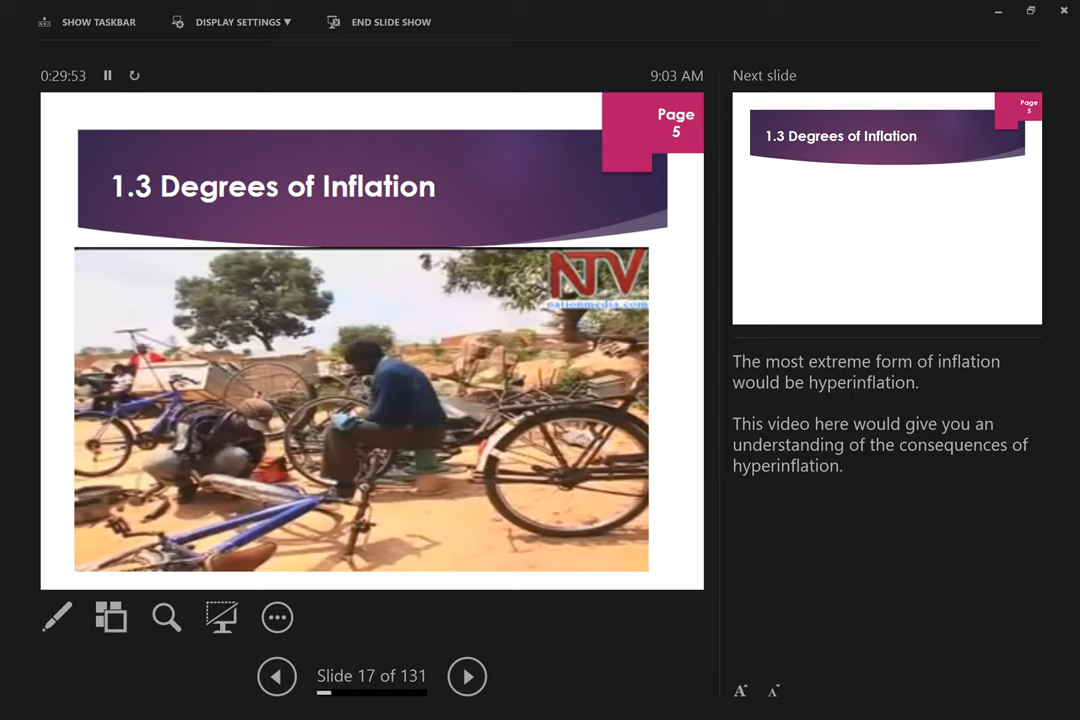 SHOW TASKBAR
DISPLAY SETTINGS ▼
END SLIDE SHOW
0:29:53
9:03 AM
Page
5
1.3 Degrees of Inflation
NTV
nationmedia.com
Slide 17 of 131
Next slide
Page
5
1.3 Degrees of Inflation
The most extreme form of inflation
would be hyperinflation.
This video here would give you an
understanding of the consequences of
hyperinflation.
A
A